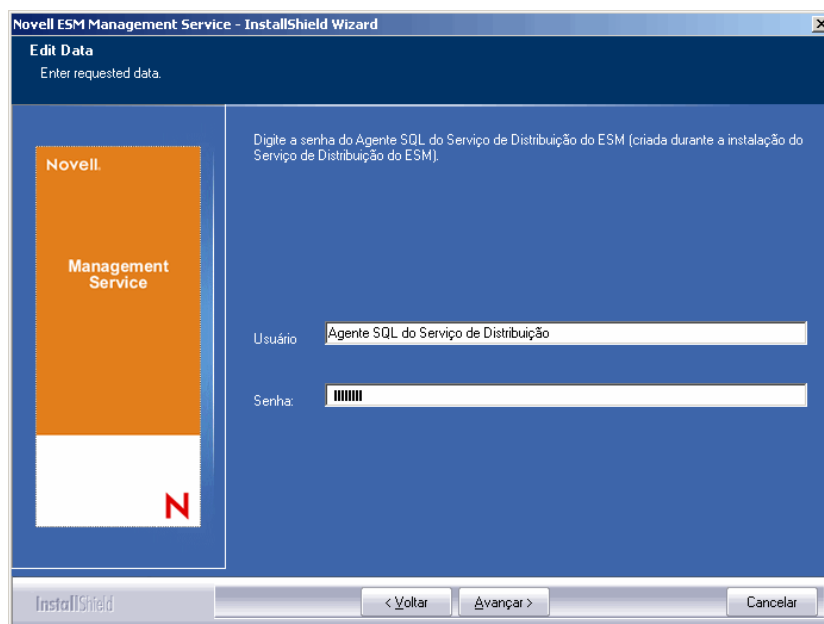 Novell ESM Management Service - InstallShield Wizard
Edit Data
Enter requested data.
Novell.
Management
Service
N
Digite a senha do Agente SQL do Serviço de Distribuição do ESM (criada durante a instalação do
Serviço de Distribuição do ESM).
Usuário
Agente SQL do Serviço de Distribuição
Senha:
InstallShield
< Voltar
Avançar >
Cancelar